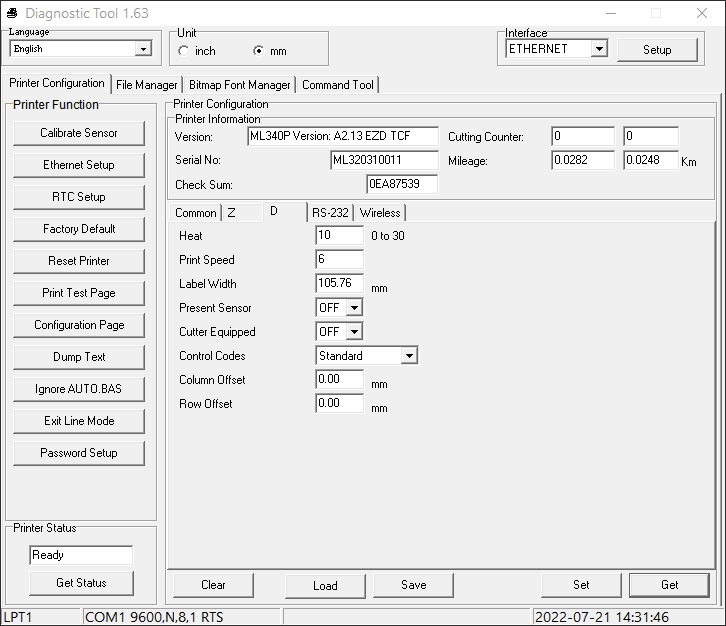 Diagnostic Tool 1.63
Language
English
Unit
inch
mm
Interface
ETHERNET
Setup
Printer Configuration
File Manager
Bitmap Font Manager
Command Tool
Printer Function
Calibrate Sensor
Ethernet Setup
RTC Setup
Factory Default
Reset Printer
Print Test Page
Configuration Page
Dump Text
Ignore AUTO.BAS
Exit Line Mode
Password Setup
Printer Status
Ready
Get Status
Printer Configuration
Printer Information
Version: ML340P Version: A2.13 EZD TCF
Cutting Counter: 0 0
Serial No: ML320310011
Mileage: 0.0282 0.0248 Km
Check Sum: 0EA87539
Common Z D RS-232 Wireless
Heat 10 0 to 30
Print Speed 6
Label Width 105.76 mm
Present Sensor OFF
Cutter Equipped OFF
Control Codes Standard
Column Offset 0.00 mm
Row Offset 0.00 mm
Clear Load Save Set Get
LPT1 COM1 9600,N,8,1 RTS 2022-07-21 14:31:46